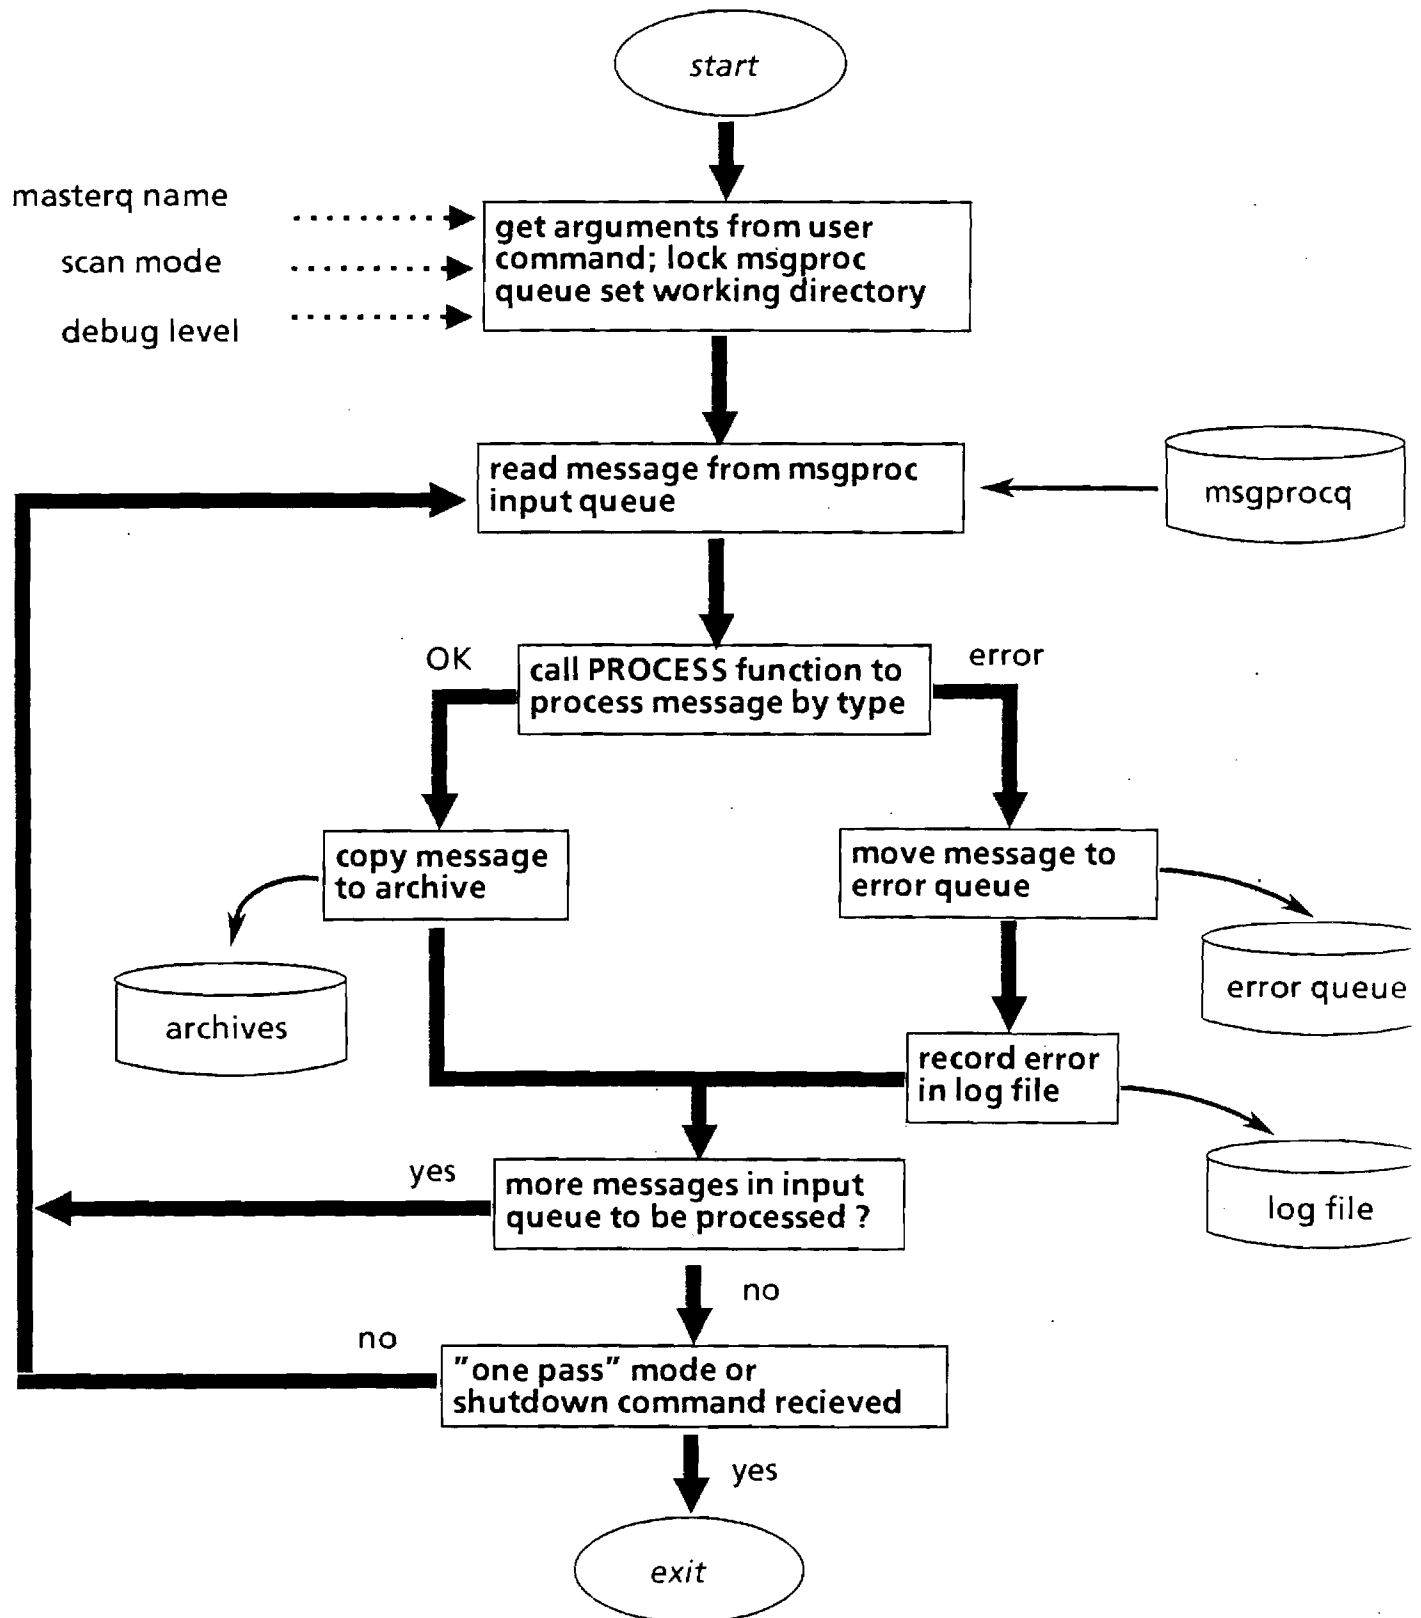 start
masterq name
scan mode
debug level
get arguments from user
command; lock msgproc
queue set working directory
read message from msgproc
input queue
msgprocq
OK
call PROCESS function to
process message by type
error
copy message
to archive
move message to
error queue
archives
error queue
record error
in log file
log file
yes
more messages in input
queue to be processed ?
no
no
"one pass" mode or
shutdown command recieved
yes
exit